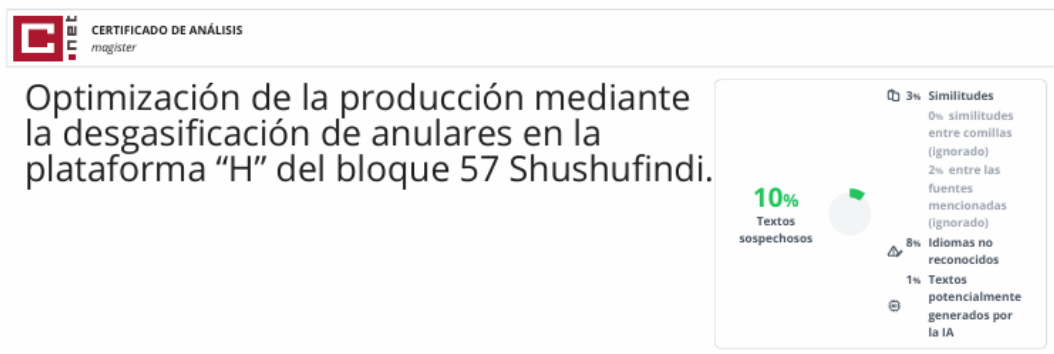 C
.net
CERTIFICADO DE ANÁLISIS
magister
Optimización de la producción mediante
la desgasificación de anulares en la
plataforma “H” del bloque 57 Shushufindi.
10%
Textos
sospechosos
3% Similitudes
0% similitudes
entre comillas
(ignorado)
2% entre las
fuentes
mencionadas
(ignorado)
8% Idiomas no
reconocidos
1% Textos
potencialmente
generados por
la IA